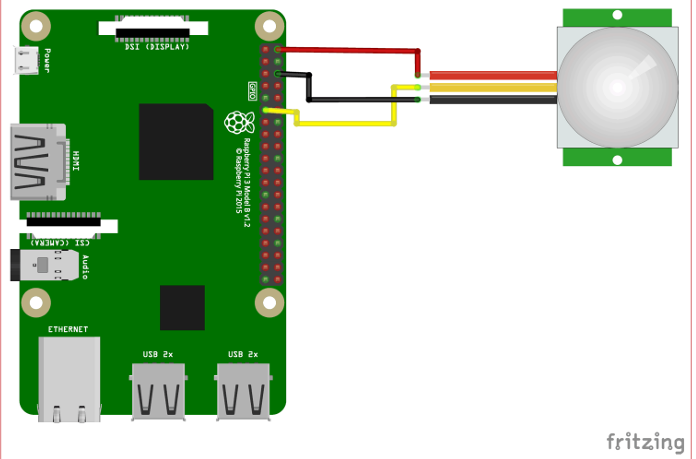 DSI (DISPLAY)
Power
GPIO
HDMI
Raspberry Pi 3 Model B v1.2
© Raspberry Pi 2015
CSI (CAMERA)
Audio
ETHERNET
USB 2x
USB 2x
fritzing